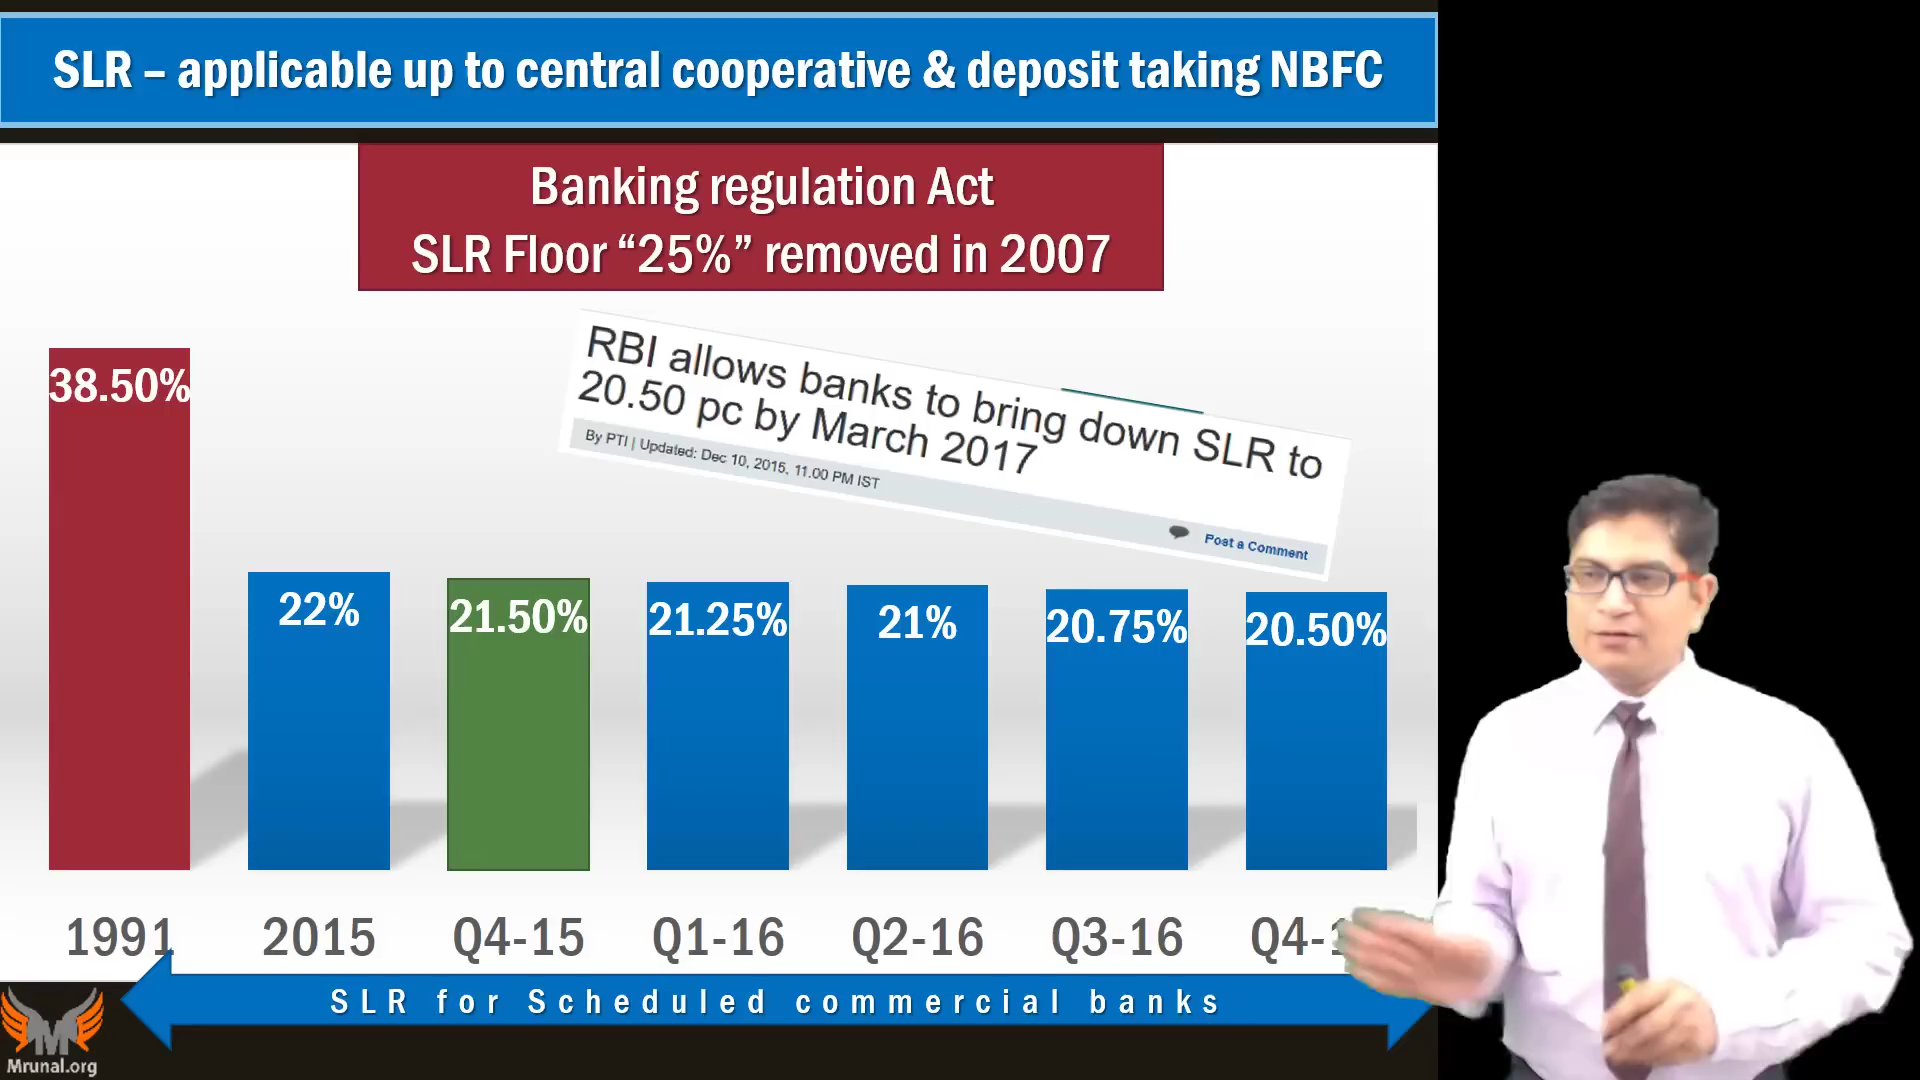 SLR – applicable up to central cooperative & deposit taking NBFC
Banking regulation Act
SLR Floor “25%” removed in 2007
RBI allows banks to bring down SLR to
20.50 pc by March 2017
By PTI | Updated: Dec 10, 2015, 11.00 PM IST
Post a Comment
38.50%
22%
21.50%
21.25%
21%
20.75%
20.50%
1991
2015
Q4-15
Q1-16
Q2-16
Q3-16
SLR for Scheduled commercial banks
M
Mrunal.org